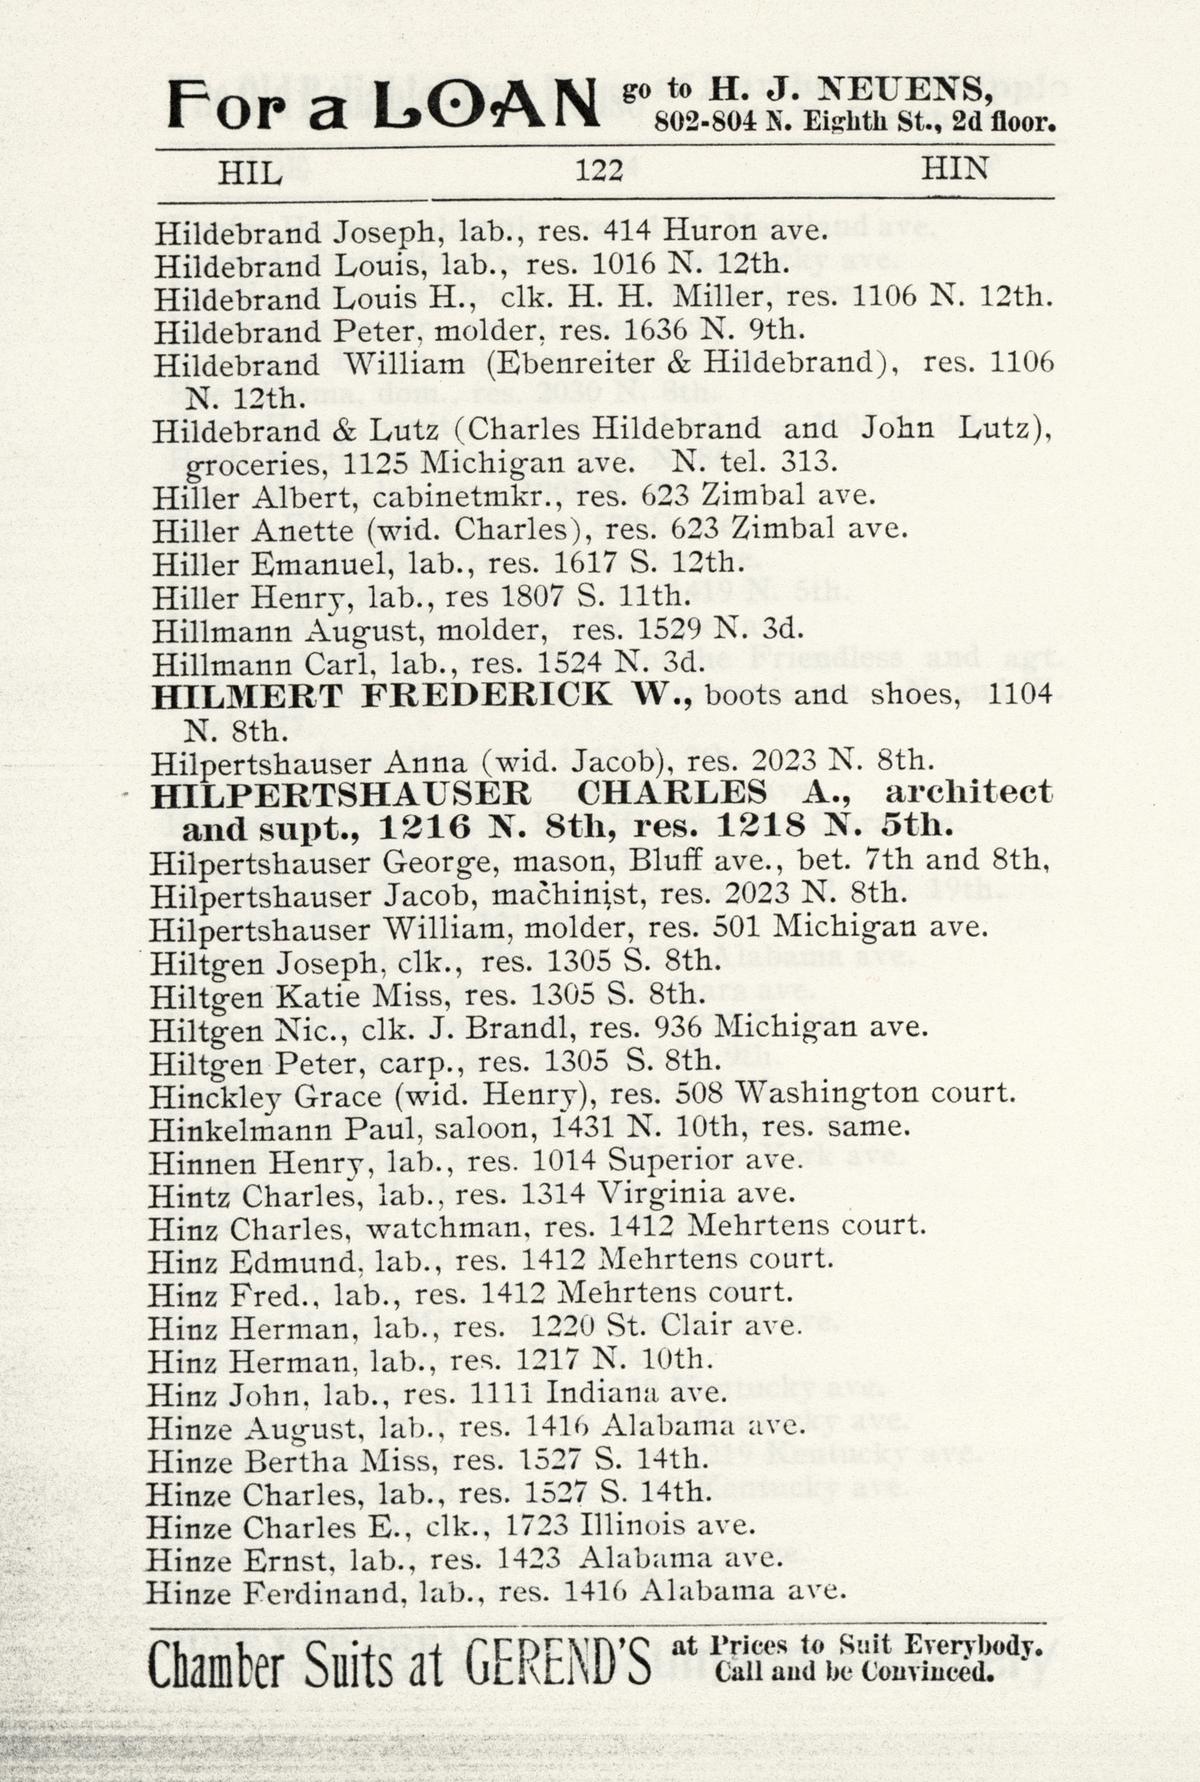 For a LOAN go to H. J. NEUENS,
802-804 N. Eighth St., 2d floor.
HIL 122 HIN
Hildebrand Joseph, lab., res. 414 Huron ave.
Hildebrand Louis, lab., res. 1016 N. 12th.
Hildebrand Louis H., clk. H. H. Miller, res. 1106 N. 12th.
Hildebrand Peter, molder, res. 1636 N. 9th.
Hildebrand William (Ebenreiter & Hildebrand), res. 1106
N. 12th.
Hildebrand & Lutz (Charles Hildebrand and John Lutz),
groceries, 1125 Michigan ave. N. tel. 313.
Hiller Albert, cabinetmkr., res. 623 Zimbal ave.
Hiller Anette (wid. Charles), res. 623 Zimbal ave.
Hiller Emanuel, lab., res. 1617 S. 12th.
Hiller Henry, lab., res 1807 S. 11th.
Hillmann August, molder, res. 1529 N. 3d.
Hillmann Carl, lab., res. 1524 N. 3d.
HILMERT FREDERICK W., boots and shoes, 1104
N. 8th.
Hilpertshauser Anna (wid. Jacob), res. 2023 N. 8th.
HILPERTSHAUSER CHARLES A., architect
and supt., 1216 N. 8th, res. 1218 N. 5th.
Hilpertshauser George, mason, Bluff ave., bet. 7th and 8th,
Hilpertshauser Jacob, machinist, res. 2023 N. 8th.
Hilpertshauser William, molder, res. 501 Michigan ave.
Hiltgen Joseph, clk., res. 1305 S. 8th.
Hiltgen Katie Miss, res. 1305 S. 8th.
Hiltgen Nic., clk. J. Brandl, res. 936 Michigan ave.
Hiltgen Peter, carp., res. 1305 S. 8th.
Hinckley Grace (wid. Henry), res. 508 Washington court.
Hinkelmann Paul, saloon, 1431 N. 10th, res. same.
Hinnen Henry, lab., res. 1014 Superior ave.
Hintz Charles, lab., res. 1314 Virginia ave.
Hinz Charles, watchman, res. 1412 Mehrtens court.
Hinz Edmund, lab., res. 1412 Mehrtens court.
Hinz Fred., lab., res. 1412 Mehrtens court.
Hinz Herman, lab., res. 1220 St. Clair ave.
Hinz Herman, lab., res. 1217 N. 10th.
Hinz John, lab., res. 1111 Indiana ave.
Hinze August, lab., res. 1416 Alabama ave.
Hinze Bertha Miss, res. 1527 S. 14th.
Hinze Charles, lab., res. 1527 S. 14th.
Hinze Charles E., clk., 1723 Illinois ave.
Hinze Ernst, lab., res. 1423 Alabama ave.
Hinze Ferdinand, lab., res. 1416 Alabama ave.
Chamber Suits at GEREND'S at Prices to Suit Everybody.
Call and be Convinced.